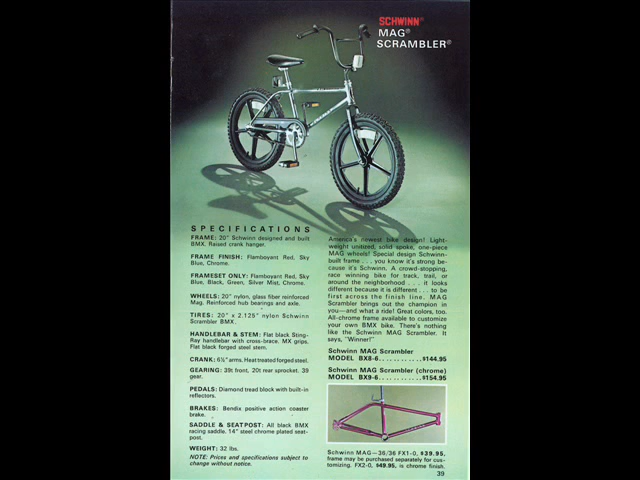 SCHWINN®
MAG®
SCRAMBLER®
SPECIFICATIONS
FRAME: 20" Schwinn designed and built
BMX. Raised crank hanger.
FRAME FINISH: Flamboyant Red, Sky
Blue, Chrome.
FRAMESET ONLY: Flamboyant Red, Sky
Blue, Black, Green, Silver Mist, Chrome.
WHEELS: 20" nylon, glass fiber reinforced
Mag. Reinforced hub bearings and axle.
TIRES: 20" x 2.125" nylon Schwinn
Scrambler BMX.
HANDLEBAR & STEM: Flat black Sting-
Ray handlebar with cross-brace. MX grips.
Flat black forged steel stem.
CRANK: 6½" arms. Heat treated forged steel.
GEARING: 39t front, 20t rear sprocket. 39
gear.
PEDALS: Diamond tread block with built-in
reflectors.
BRAKES: Bendix positive action coaster
brake.
SADDLE & SEATPOST: All black BMX
racing saddle. 14" steel chrome plated seat-
post.
WEIGHT: 32 lbs.
NOTE: Prices and specifications subject to
change without notice.
America's newest bike design! Light-
weight unitized, solid spoke, one-piece
MAG wheels! Special design Schwinn-
built frame . . . you know it's strong be-
cause it's Schwinn. A crowd-stopping,
race winning bike for track, trail, or
around the neighborhood . . . it looks
different because it is different . . . to be
first across the finish line. MAG
Scrambler brings out the champion in
you—and what a ride! Great colors, too.
All-chrome frame available to customize
your own BMX bike. There's nothing
like the Schwinn MAG Scrambler. It
says, "Winner!"
Schwinn MAG Scrambler
MODEL BX8-6............$144.95
Schwinn MAG Scrambler (chrome)
MODEL BX9-6............$154.95
Schwinn MAG—36/36 FX1-0, $39.95,
frame may be purchased separately for cus-
tomizing. FX2-0, $49.95, is chrome finish.
39